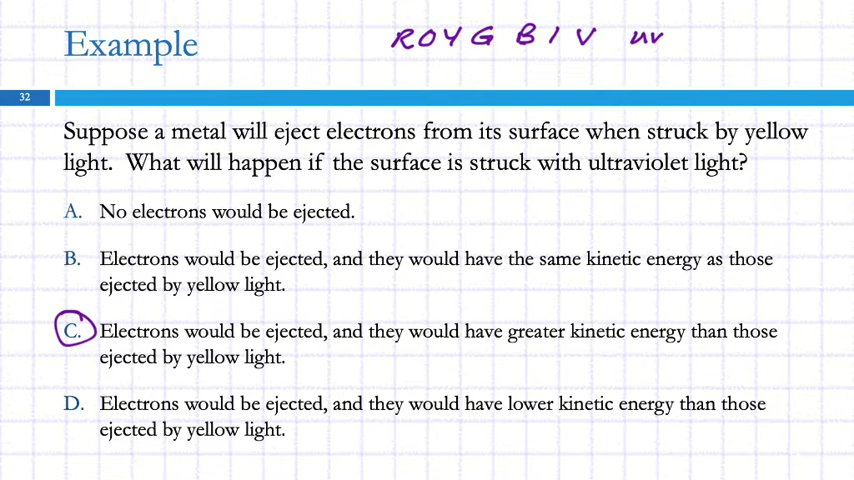 Example
R O Y G B I V uv
32
Suppose a metal will eject electrons from its surface when struck by yellow
light. What will happen if the surface is struck with ultraviolet light?
A. No electrons would be ejected.
B. Electrons would be ejected, and they would have the same kinetic energy as those
ejected by yellow light.
C. Electrons would be ejected, and they would have greater kinetic energy than those
ejected by yellow light.
D. Electrons would be ejected, and they would have lower kinetic energy than those
ejected by yellow light.